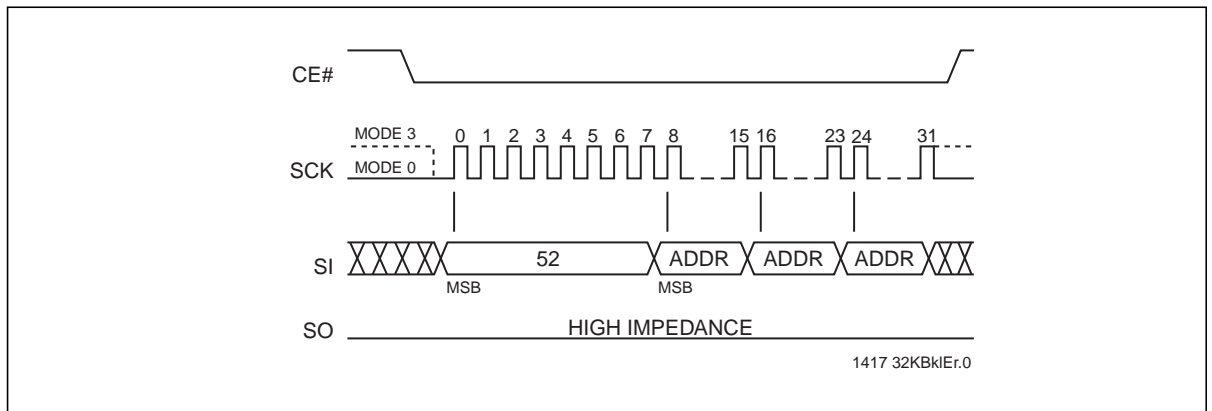 CE#
MODE 3
0 1 2 3 4 5 6 7 8 15 16 23 24 31
SCK MODE 0
SI 52 ADDR ADDR ADDR
MSB MSB
SO HIGH IMPEDANCE
1417 32KBklEr.0